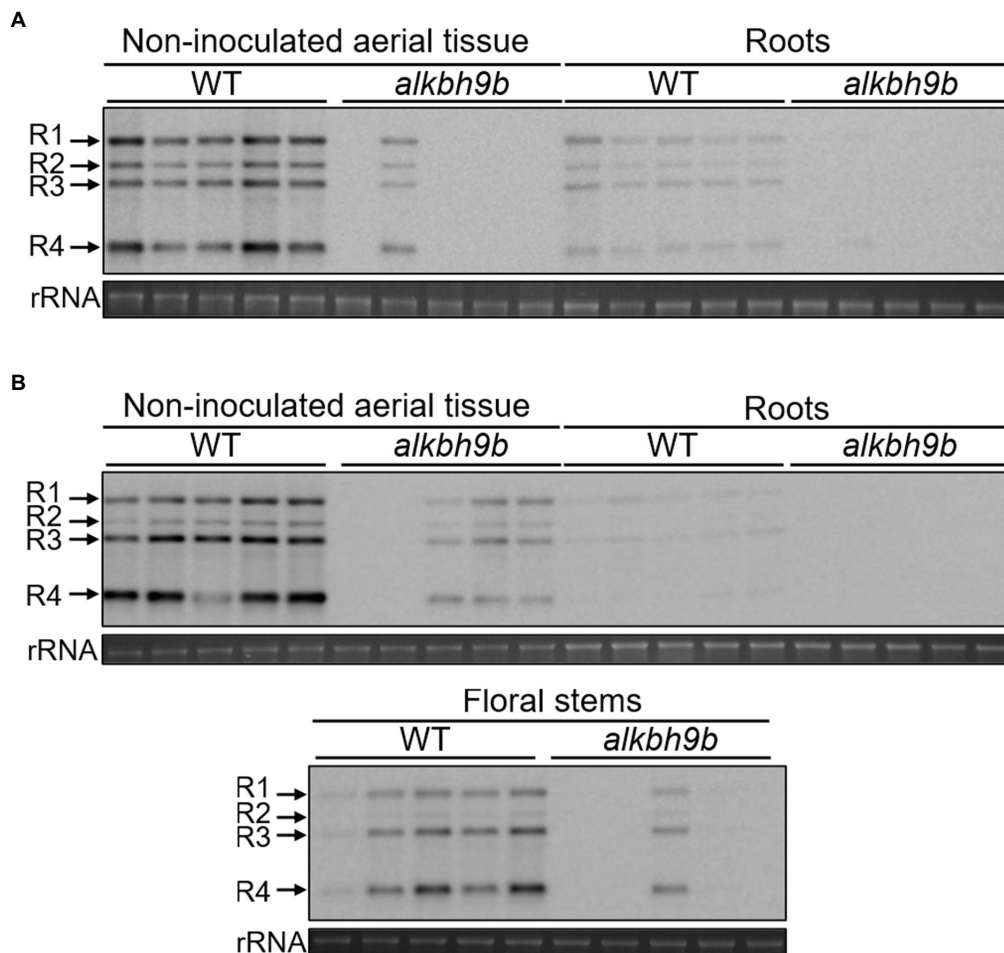 A
Non-inoculated aerial tissue Roots
WT alkbh9b WT alkbh9b
R1
R2
R3
R4
rRNA
B
Non-inoculated aerial tissue Roots
WT alkbh9b WT alkbh9b
R1
R2
R3
R4
rRNA
Floral stems
WT alkbh9b
R1
R2
R3
R4
rRNA